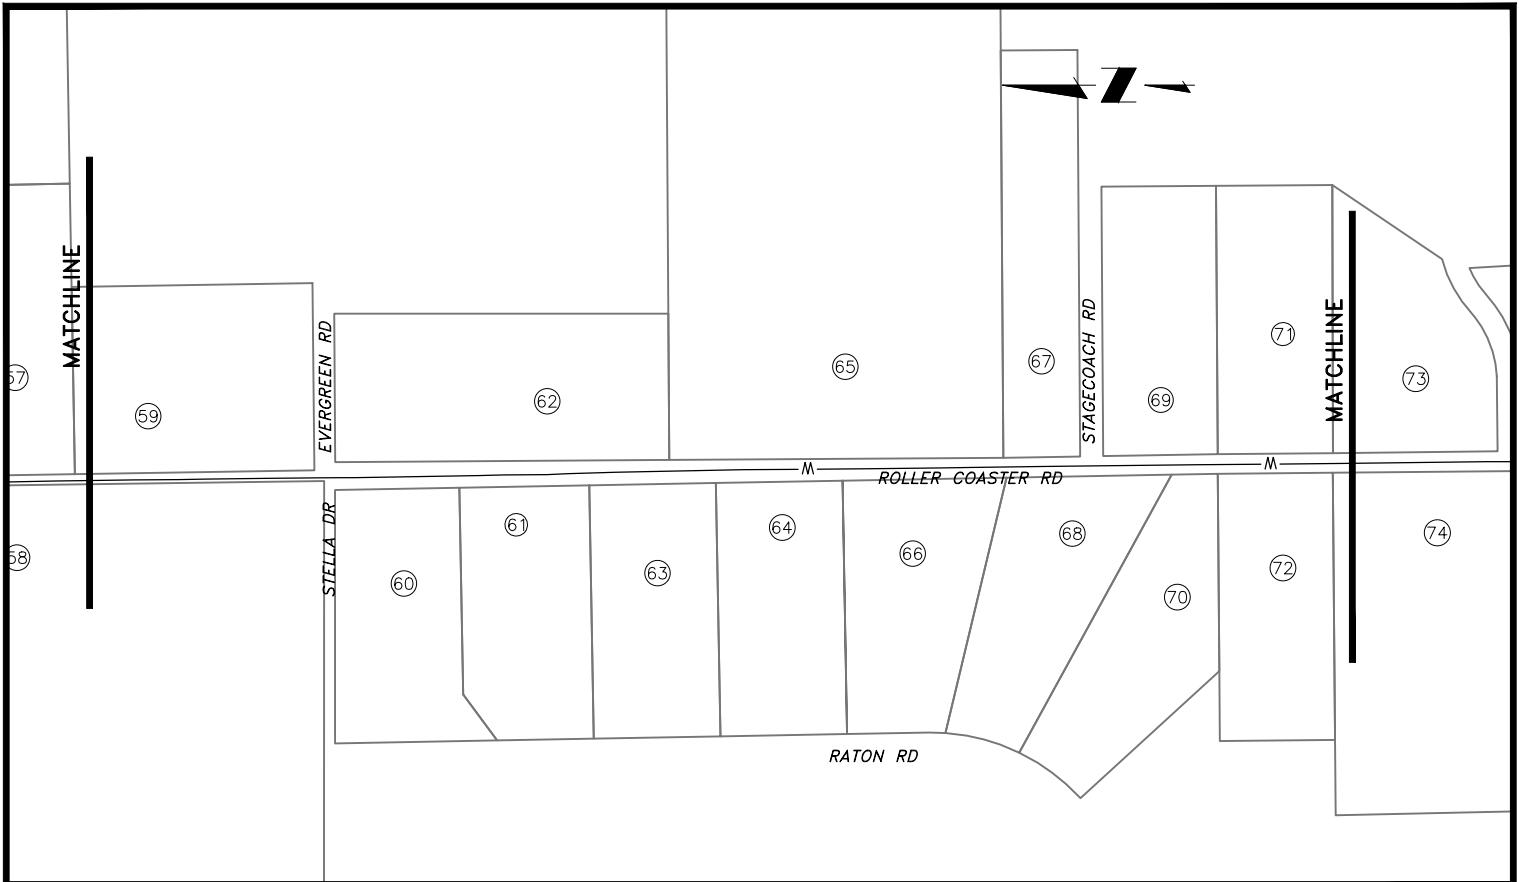 N
MATCHLINE
57
59
EVERGREEN RD
62
65
67
STAGECOACH RD
69
71
MATCHLINE
73
W
W
ROLLER COASTER RD
58
STELLA DR
60
61
63
64
66
68
70
72
74
RATON RD